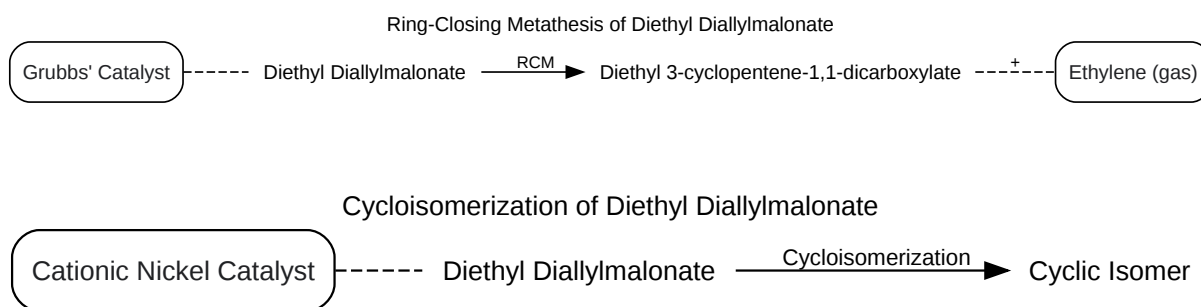 Ring-Closing Metathesis of Diethyl Diallylmalonate
Grubbs' Catalyst Diethyl Diallylmalonate RCM Diethyl 3-cyclopentene-1,1-dicarboxylate + Ethylene (gas)
Cycloisomerization of Diethyl Diallylmalonate
Cationic Nickel Catalyst Diethyl Diallylmalonate Cycloisomerization Cyclic Isomer